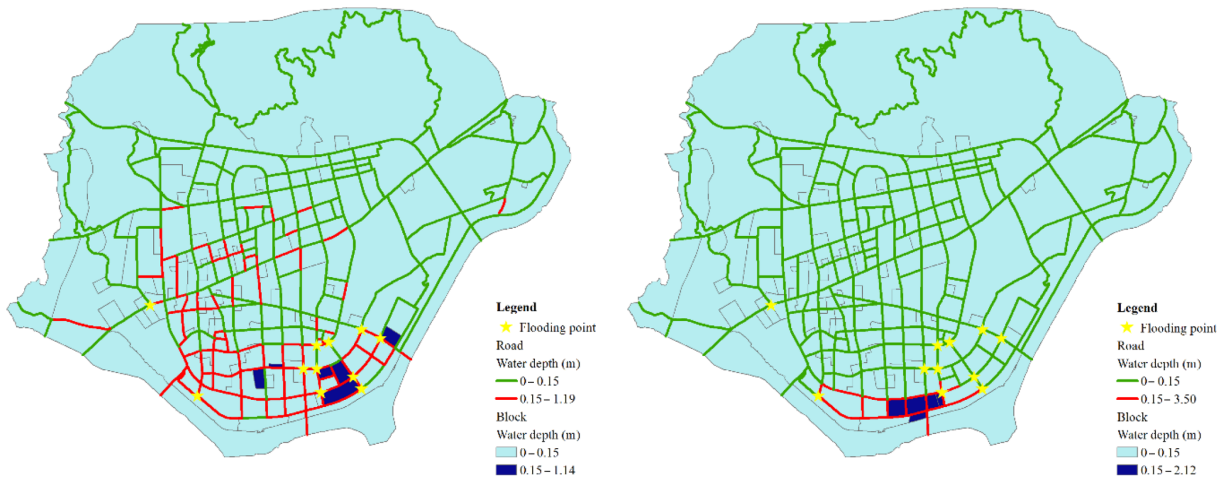 Legend
Flooding point
Road
Water depth (m)
0–0.15
0.15–1.19
Block
Water depth (m)
0–0.15
0.15–1.14
Legend
Flooding point
Road
Water depth (m)
0–0.15
0.15–3.50
Block
Water depth (m)
0–0.15
0.15–2.12